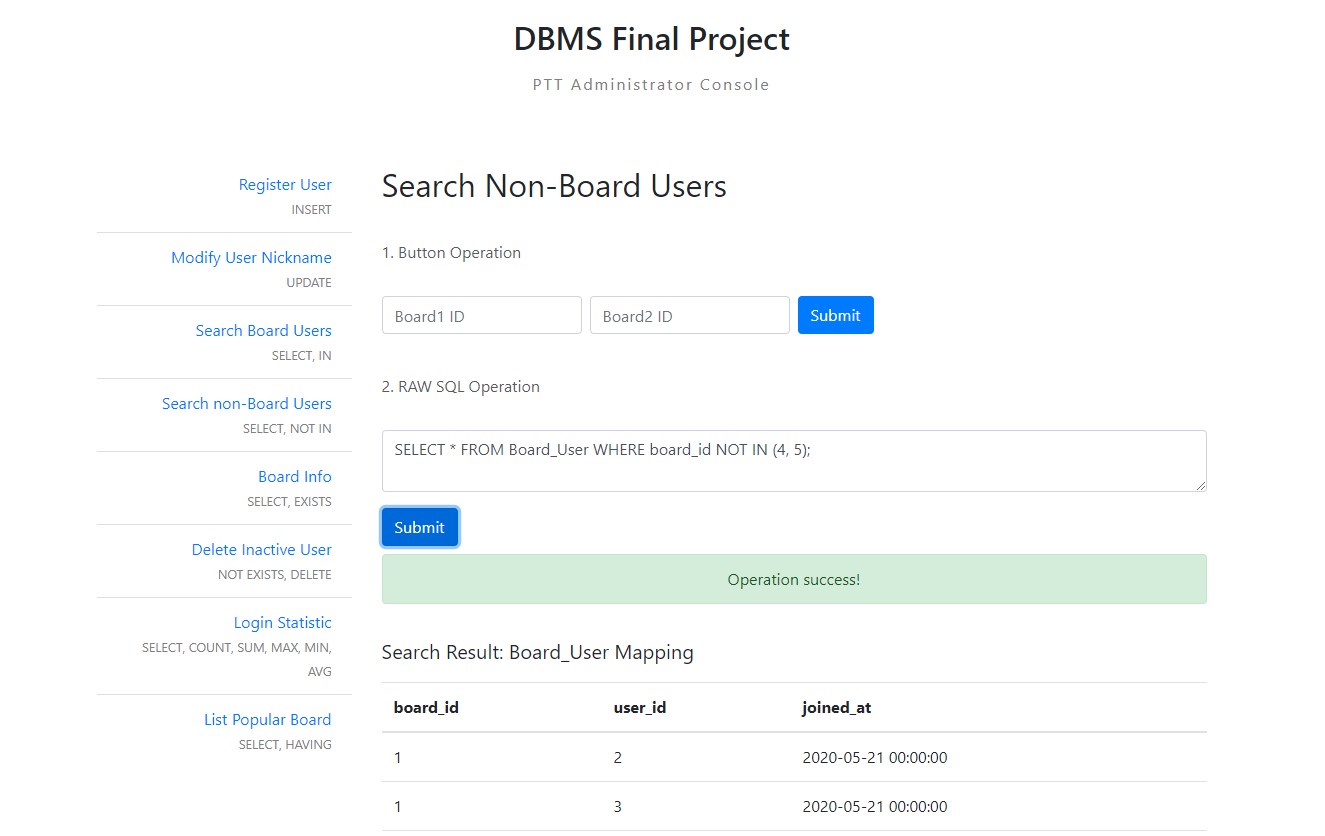 DBMS Final Project
PTT Administrator Console
Register User
INSERT
Modify User Nickname
UPDATE
Search Board Users
SELECT, IN
Search non-Board Users
SELECT, NOT IN
Board Info
SELECT, EXISTS
Delete Inactive User
NOT EXISTS, DELETE
Login Statistic
SELECT, COUNT, SUM, MAX, MIN,
AVG
List Popular Board
SELECT, HAVING
Search Non-Board Users
1. Button Operation
Board1 ID Board2 ID Submit
2. RAW SQL Operation
SELECT * FROM Board_User WHERE board_id NOT IN (4, 5);
Submit
Operation success!
Search Result: Board_User Mapping
board_id user_id joined_at
1 2 2020-05-21 00:00:00
1 3 2020-05-21 00:00:00